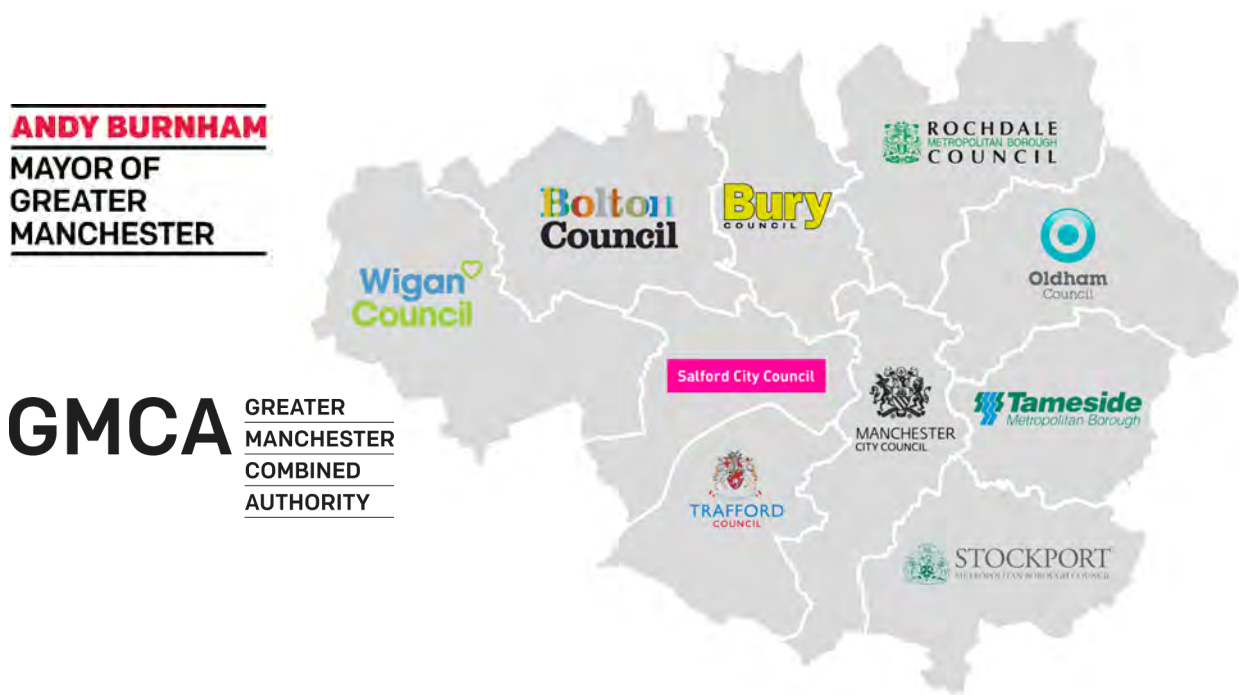 ANDY BURNHAM
MAYOR OF
GREATER
MANCHESTER
GMCA
GREATER
MANCHESTER
COMBINED
AUTHORITY
ROCHDALE
METROPOLITAN BOROUGH
COUNCIL
Bolton
Council
Bury
COUNCIL
Oldham
Council
Wigan
Council
Salford City Council
MANCHESTER
CITY COUNCIL
Tameside
Metropolitan Borough
TRAFFORD
COUNCIL
STOCKPORT
METROPOLITAN BOROUGH COUNCIL